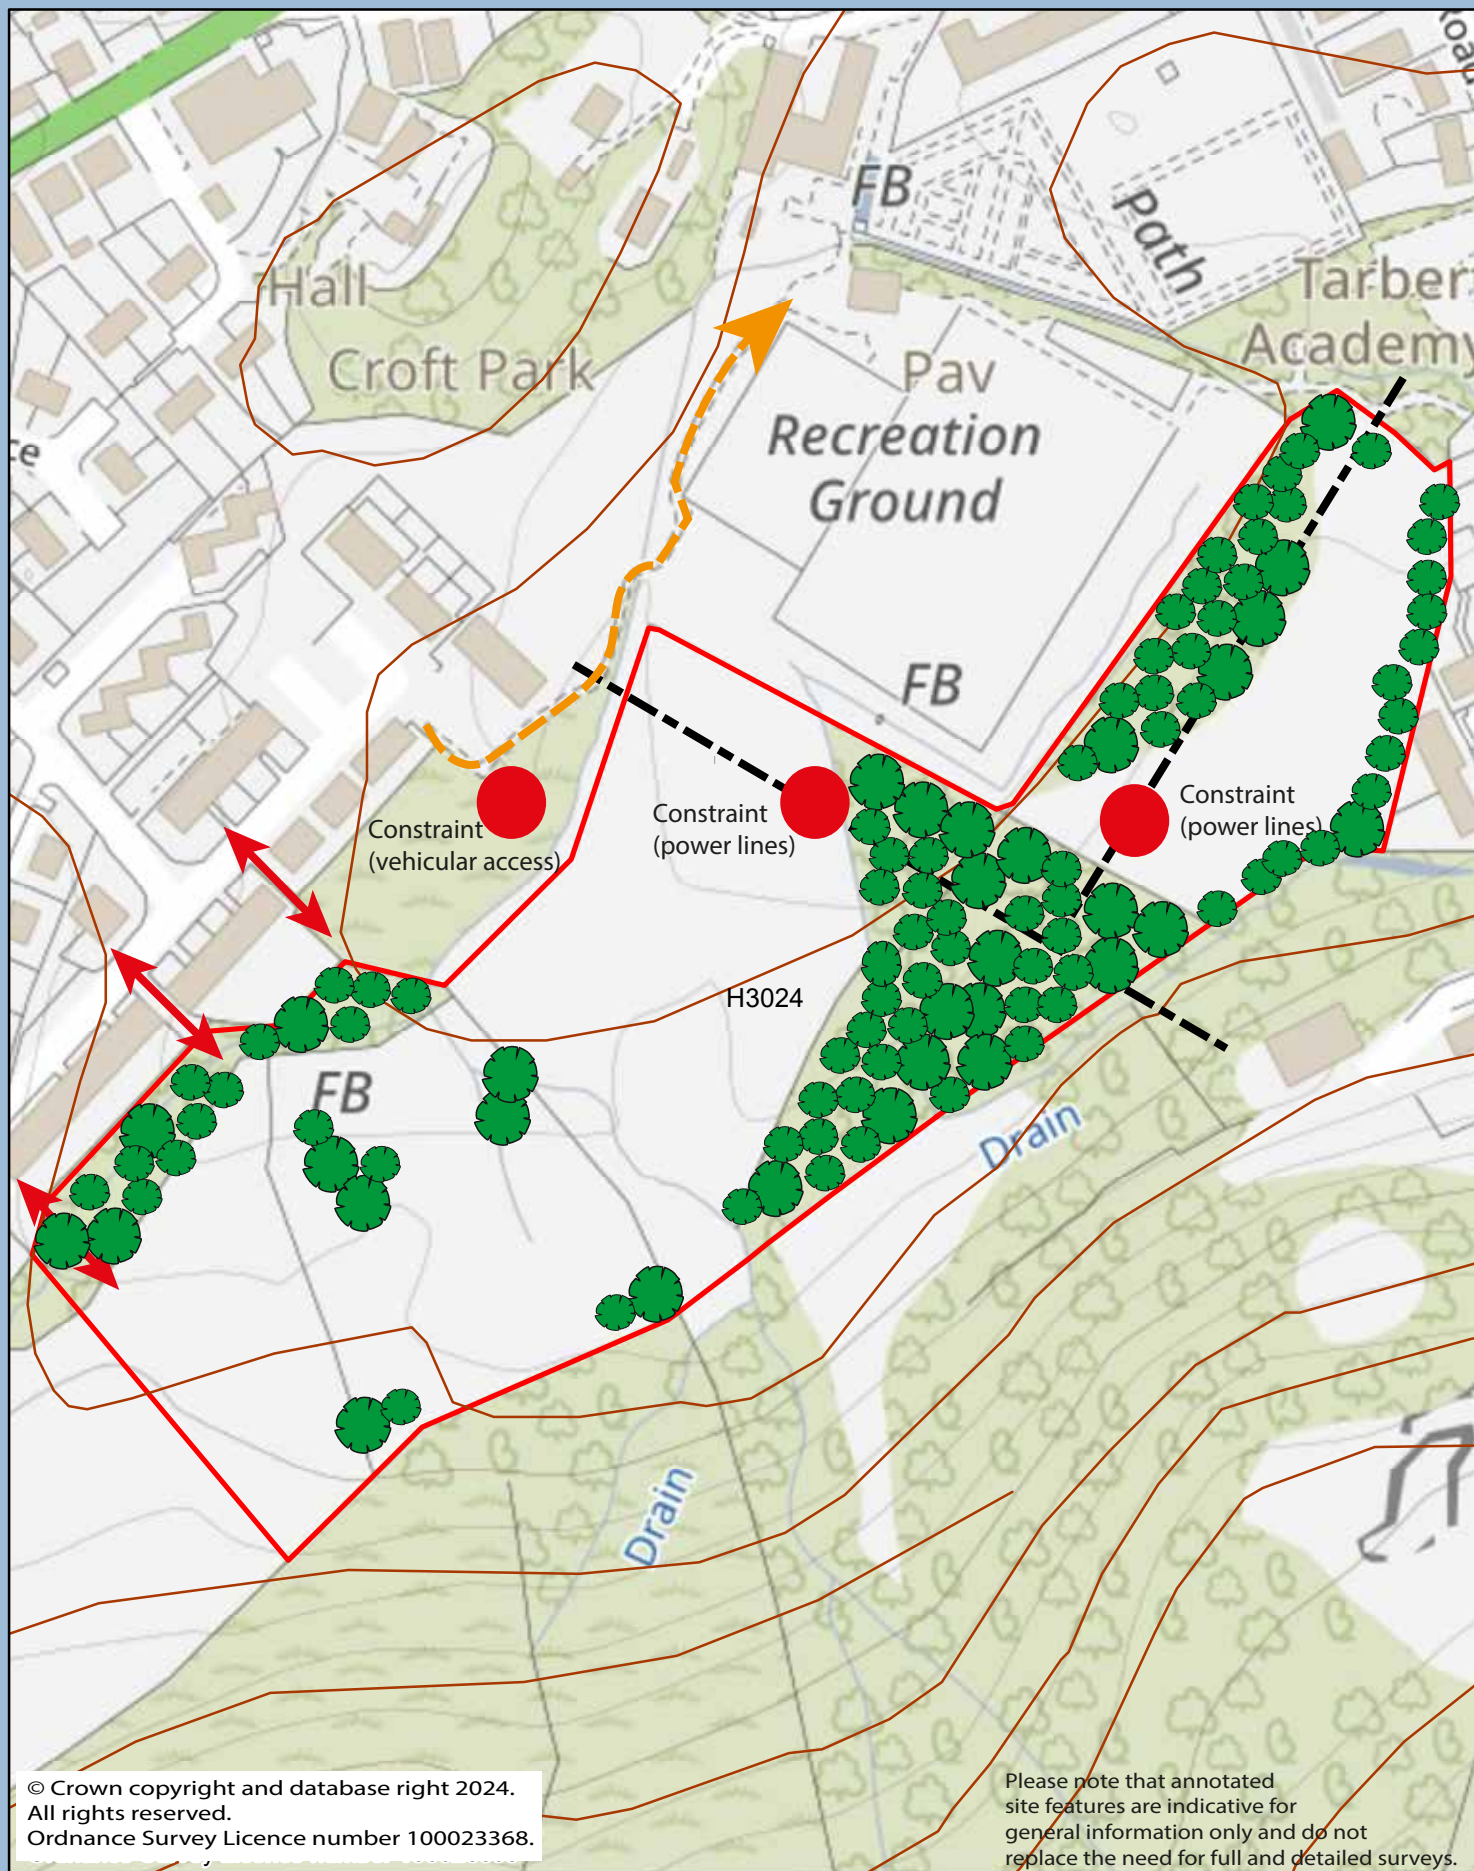 Road
FB
Path
Hall
Tarber
Academy
Croft Park
Pav
Recreation
Ground
ce
FB
Constraint
(power lines)
Constraint
(vehicular access)
Constraint
(power lines)
H3024
FB
Drain
Drain
© Crown copyright and database right 2024.
All rights reserved.
Ordnance Survey Licence number 100023368.
Please note that annotated
site features are indicative for
general information only and do not
replace the need for full and detailed surveys.